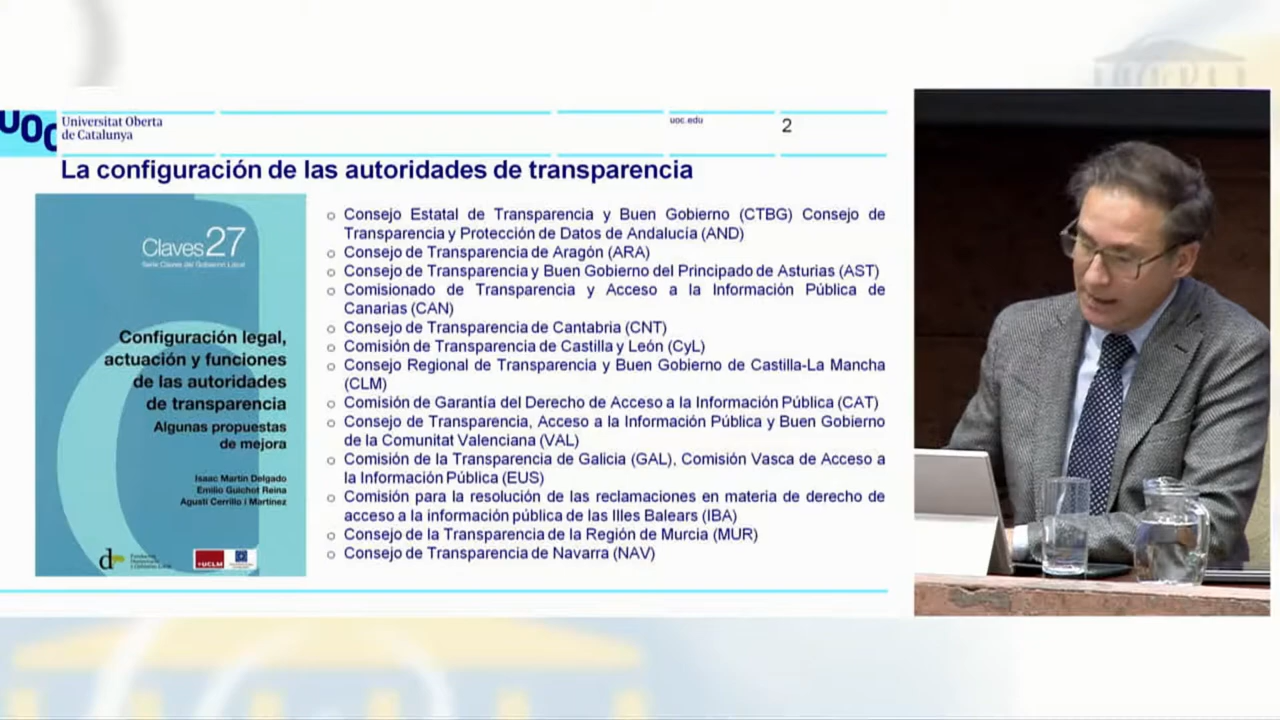 UOC
Universitat Oberta
de Catalunya
uoc.edu
2
La configuración de las autoridades de transparencia
Claves 27
Serie Claves del Gobierno Local
Configuración legal,
actuación y funciones
de las autoridades
de transparencia
Algunas propuestas
de mejora
Isaac Martín Delgado
Emilio Guichot Reina
Agustí Cerrillo i Martínez
d
UCLM
o Consejo Estatal de Transparencia y Buen Gobierno (CTBG) Consejo de
Transparencia y Protección de Datos de Andalucía (AND)
o Consejo de Transparencia de Aragón (ARA)
o Consejo de Transparencia y Buen Gobierno del Principado de Asturias (AST)
o Comisionado de Transparencia y Acceso a la Información Pública de
Canarias (CAN)
o Consejo de Transparencia de Cantabria (CNT)
o Comisión de Transparencia de Castilla y León (CyL)
o Consejo Regional de Transparencia y Buen Gobierno de Castilla-La Mancha
(CLM)
o Comisión de Garantía del Derecho de Acceso a la Información Pública (CAT)
o Consejo de Transparencia, Acceso a la Información Pública y Buen Gobierno
de la Comunitat Valenciana (VAL)
o Comisión de la Transparencia de Galicia (GAL), Comisión Vasca de Acceso a
la Información Pública (EUS)
o Comisión para la resolución de las reclamaciones en materia de derecho de
acceso a la información pública de las Illes Balears (IBA)
o Consejo de la Transparencia de la Región de Murcia (MUR)
o Consejo de Transparencia de Navarra (NAV)